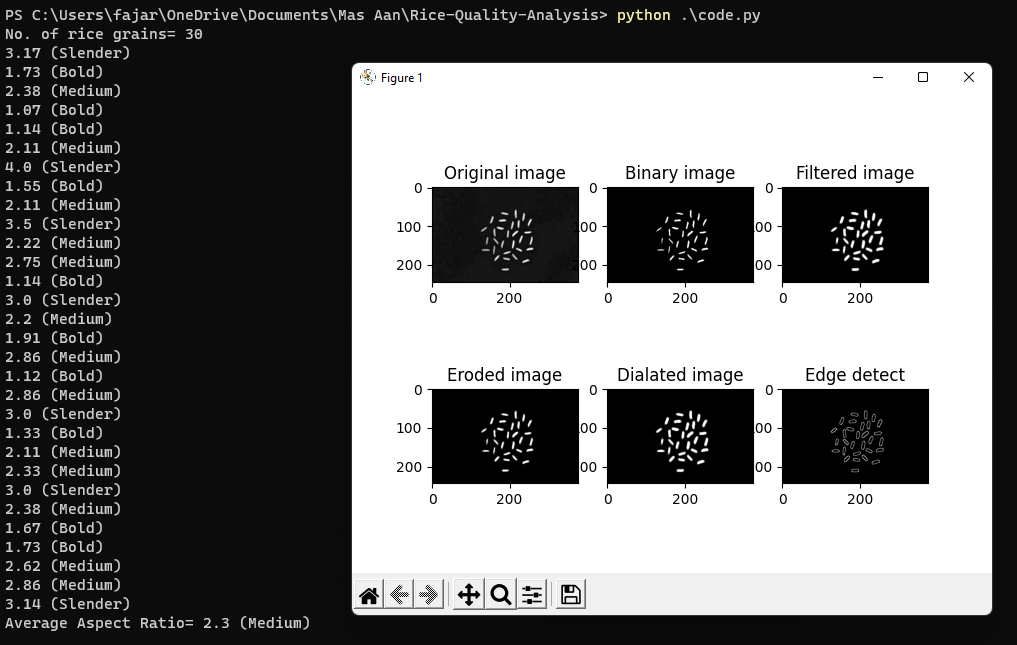 PS C:\Users\fajar\OneDrive\Documents\Mas Aan\Rice-Quality-Analysis> python .\code.py
No. of rice grains= 30
3.17 (Slender)
1.73 (Bold)
2.38 (Medium)
1.07 (Bold)
1.14 (Bold)
2.11 (Medium)
4.0 (Slender)
1.55 (Bold)
2.11 (Medium)
3.5 (Slender)
2.22 (Medium)
2.75 (Medium)
1.14 (Bold)
3.0 (Slender)
2.2 (Medium)
1.91 (Bold)
2.86 (Medium)
1.12 (Bold)
2.86 (Medium)
3.0 (Slender)
1.33 (Bold)
2.11 (Medium)
2.33 (Medium)
3.0 (Slender)
2.38 (Medium)
1.67 (Bold)
1.73 (Bold)
2.62 (Medium)
2.86 (Medium)
3.14 (Slender)
Average Aspect Ratio= 2.3 (Medium)
Figure 1
Original image
0
100
200
0 200
Binary image
0
00
00
0 200
Filtered image
0
00
00
0 200
Eroded image
0
100
200
0 200
Dialated image
0
00
00
0 200
Edge detect
0
00
00
0 200